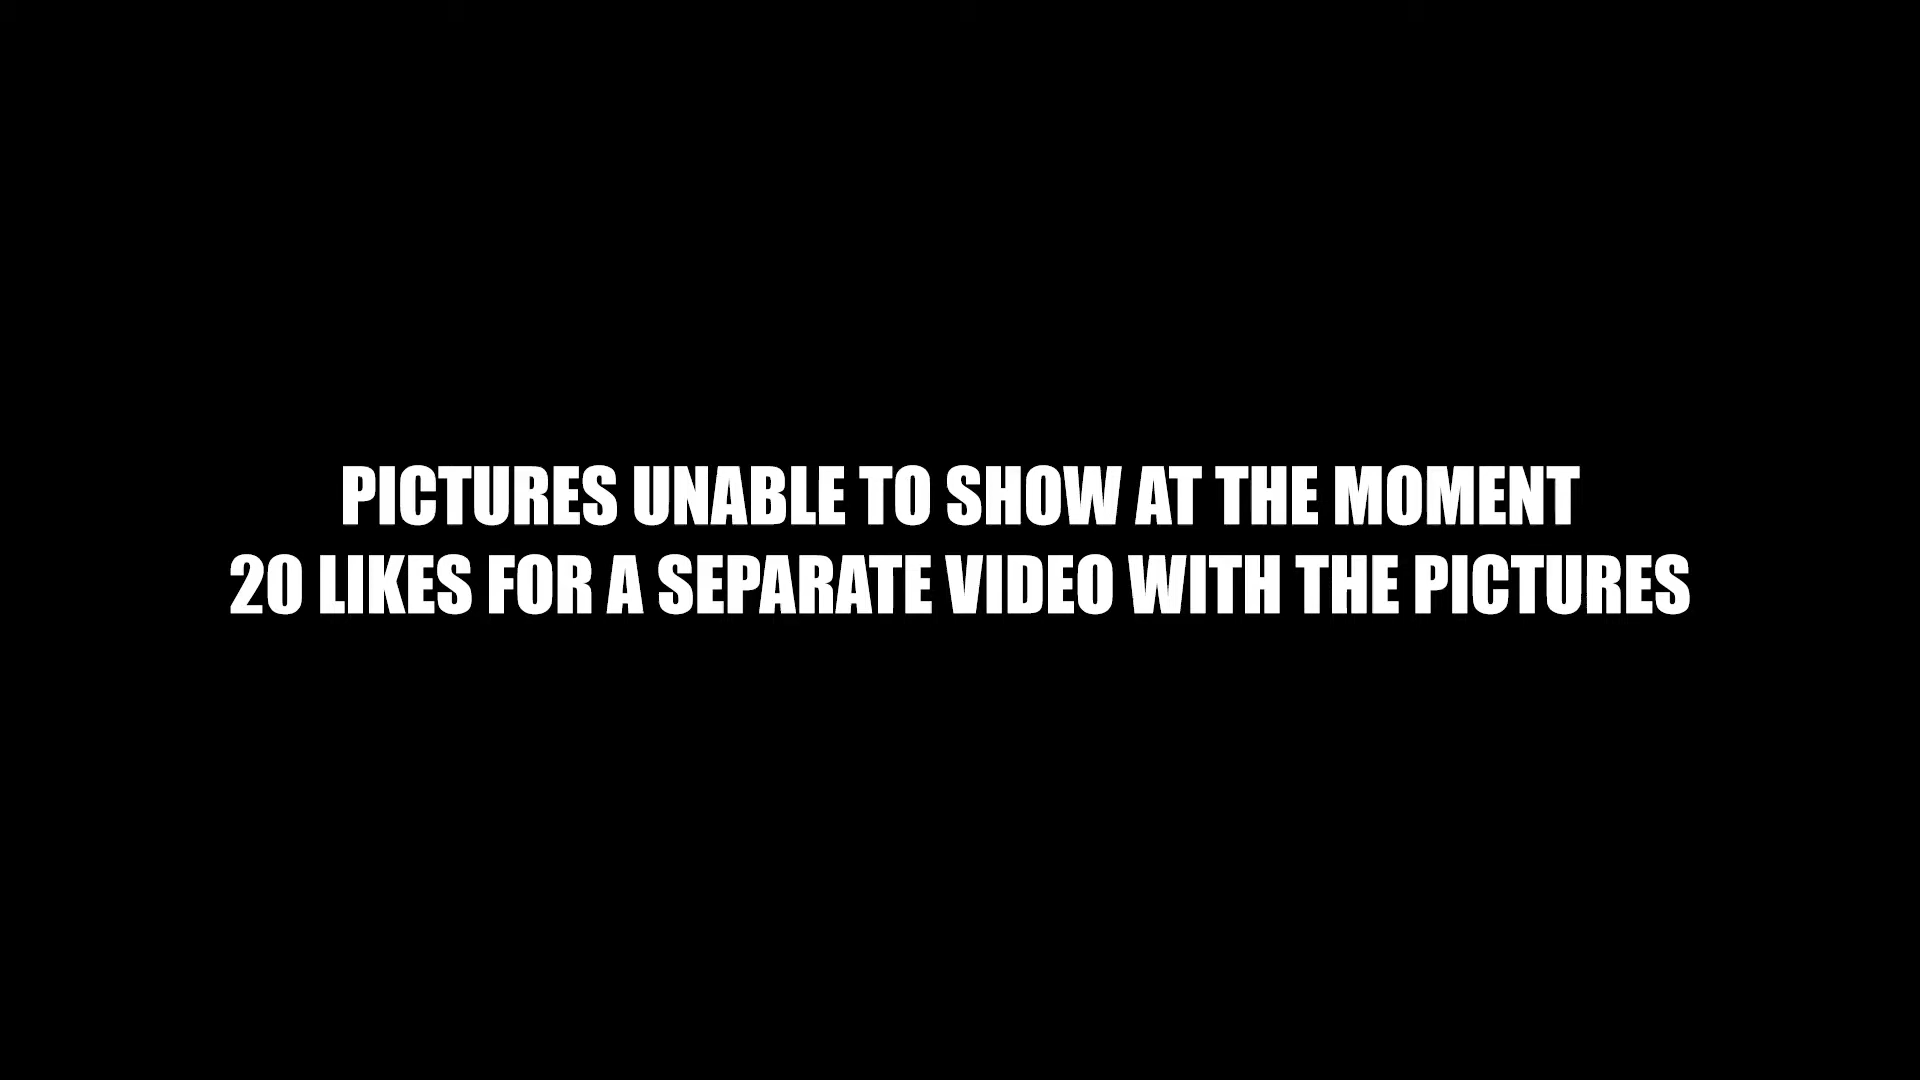 PICTURES UNABLE TO SHOW AT THE MOMENT
20 LIKES FOR A SEPARATE VIDEO WITH THE PICTURES